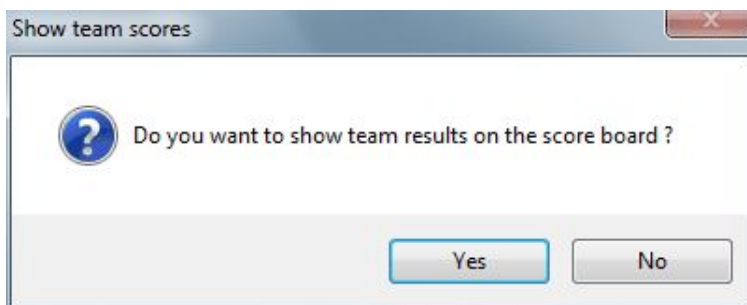 Show team scores
Do you want to show team results on the score board ?
Yes No